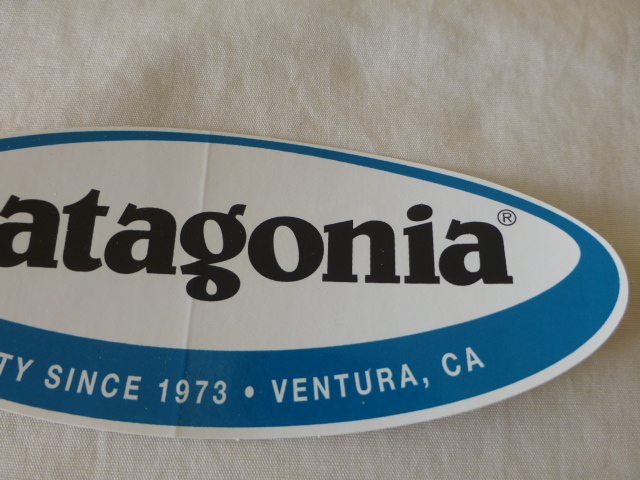 atagonia®
TY SINCE 1973 • VENTURA, CA